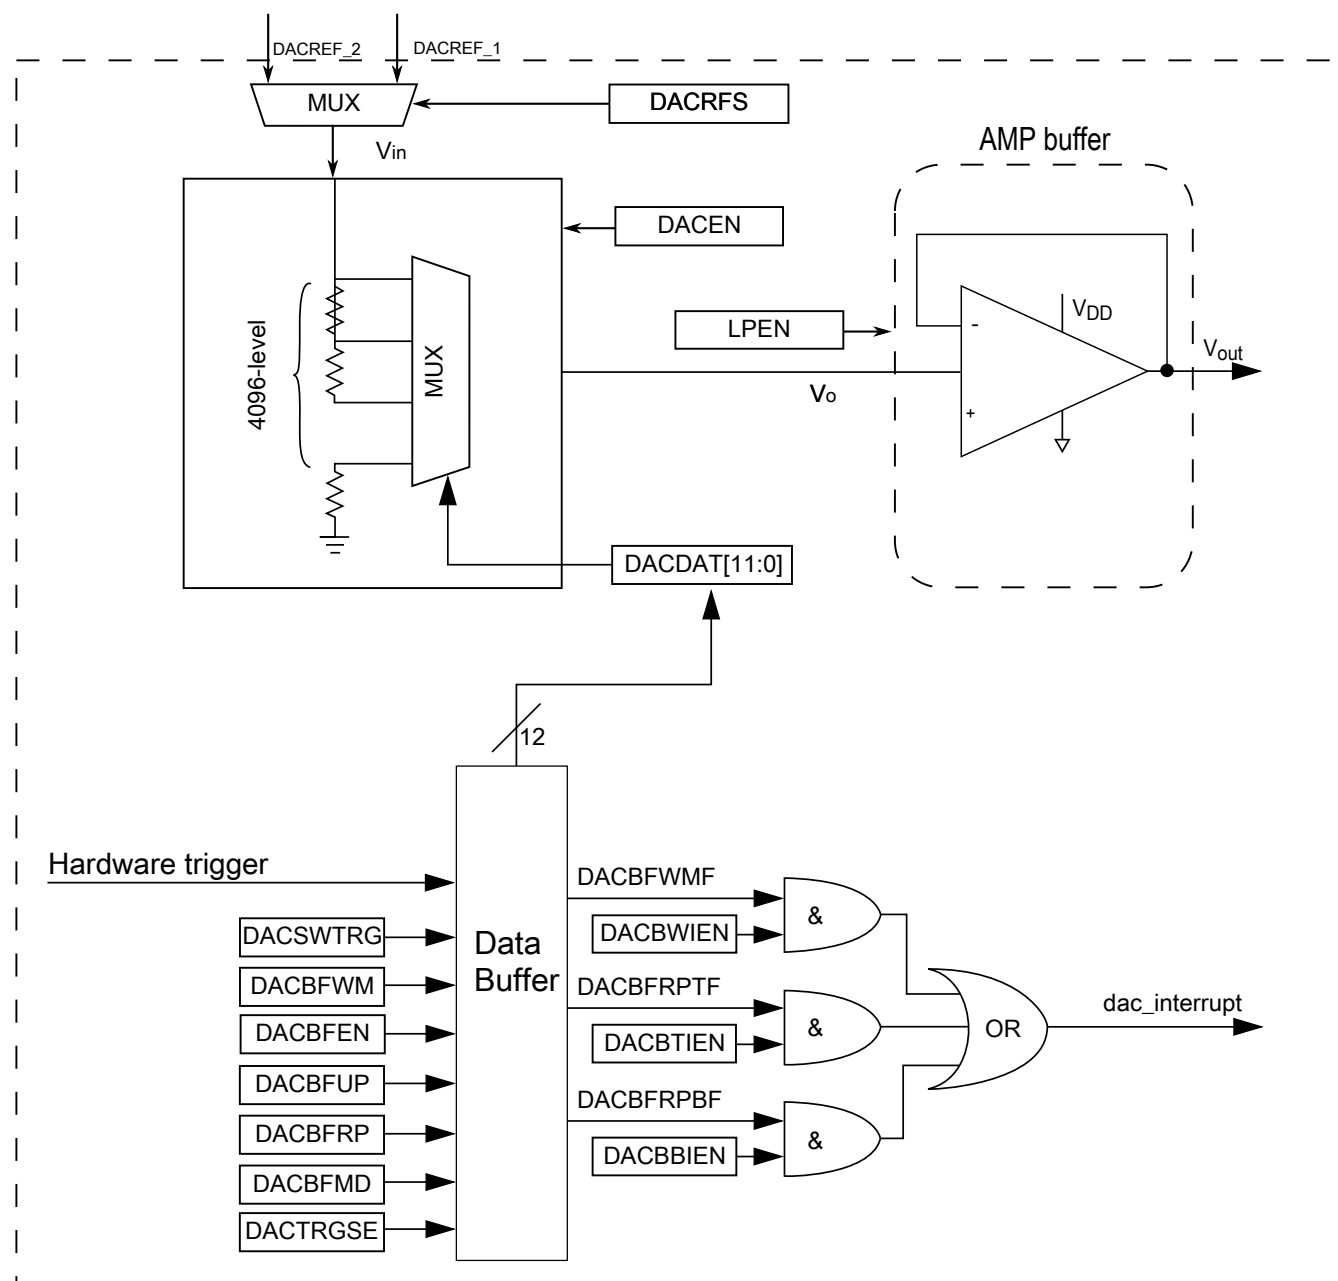 DACREF_2
DACREF_1
MUX
DACRFS
Vin
AMP buffer
DACEN
4096-level
MUX
LPEN
VDD
-
+
Vo
Vout
DACDAT[11:0]
12
Hardware trigger
DACSWTRG
DACBFWM
DACBFEN
DACBFUP
DACBFRP
DACBFMD
DACTRGSE
Data
Buffer
DACBFWMF
DACBWIEN
&
DACBFRPTF
DACBTIEN
&
DACBFRPBF
DACBBIEN
&
OR
dac_interrupt